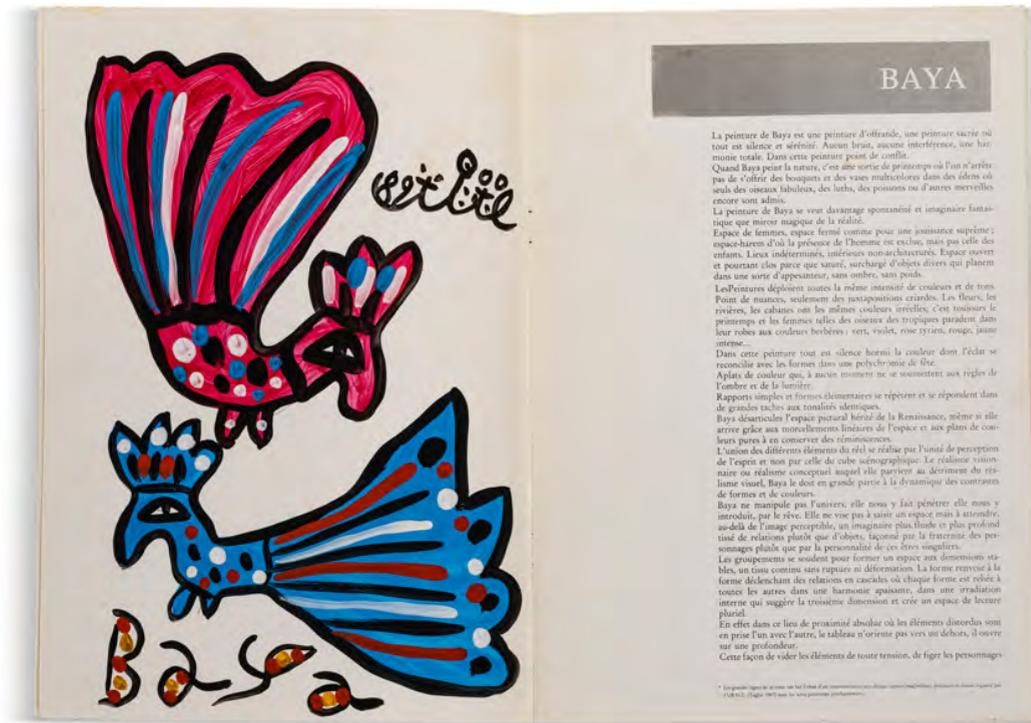 Baya
BAYA
La peinture de Baya est une peinture d'offrande, une peinture sacrée où
tout est silence et sérénité. Aucun bruit, aucune interférence, une har-
monie totale. Dans cette peinture point de conflit.
Quand Baya peint la nature, c'est une sortie de printemps où l'on n'arrête
pas de s'offrir des bouquets et des vases multicolores dans des édens où
seuls des oiseaux fabuleux, des luths, des poissons ou d'autres merveilles
encore sont admis.
La peinture de Baya se veut davantage spontanéité et imaginaire fantas-
tique que miroir magique de la réalité.
Espace de femmes, espace fermé comme pour une jouissance suprême ;
espace-harem d'où la présence de l'homme est exclue, mais pas celle des
enfants. Lieux indéterminés, intérieurs non-architecturés. Espace ouvert
et pourtant clos parce que saturé, surchargé d'objets divers qui planent
dans une sorte d'appesanteur, sans ombre, sans poids.
LesPeintures déploient toutes la même intensité de couleurs et de tons.
Point de nuances, seulement des juxtapositions criardes. Les fleurs, les
rivières, les cabanes ont les mêmes couleurs irréelles; c'est toujours le
printemps et les femmes telles des oiseaux des tropiques paradent dans
leur robes aux couleurs berbères : vert, violet, rose tyrien, rouge, jaune
intense...
Dans cette peinture tout est silence hormi la couleur dont l'éclat se
reconcilie avec les formes dans une polychromie de fête.
Aplats de couleur qui, à aucun moment ne se soumettent aux règles de
l'ombre et de la lumière.
Rapports simples et formes élémentaires se répètent et se répondent dans
de grandes taches aux tonalités identiques.
Baya désarticules l'espace pictural hérité de la Renaissance, même si elle
arrive grâce aux morcellements linéaires de l'espace et aux plans de cou-
leurs pures à en conserver des réminiscences.
L'union des différents éléments du réel se réalise par l'unité de perception
de l'esprit et non par celle du cube scénographique. Le réalisme vision-
naire ou réalisme conceptuel auquel elle parvient au détriment du réa-
lisme visuel, Baya le doit en grande partie à la dynamique des contrastes
de formes et de couleurs.
Baya ne manipule pas l'univers, elle nous y fait pénétrer elle nous y
introduit, par le rêve. Elle ne vise pas à saisir un espace mais à attendre,
au-delà de l'image perceptible, un imaginaire plus fluide et plus profond
tissé de relations plutôt que d'objets, façonné par la fraternité des per-
sonnages plutôt que par la personnalité de ces êtres singuliers.
Les groupements se soudent pour former un espace aux dimensions sta-
bles, un tissu continu sans rupture ni déformation. La forme renvoie à la
forme déclenchant des relations en cascades où chaque forme est reliée à
toutes les autres dans une harmonie apaisante, dans une irradiation
interne qui suggère la troisième dimension et crée un espace de lecture
pluriel.
En effet dans ce lieu de proximité absolue où les éléments distordus sont
en prise l'un avec l'autre, le tableau n'oriente pas vers un dehors, il ouvre
sur une profondeur.
Cette façon de vider les éléments de toute tension, de figer les personnages